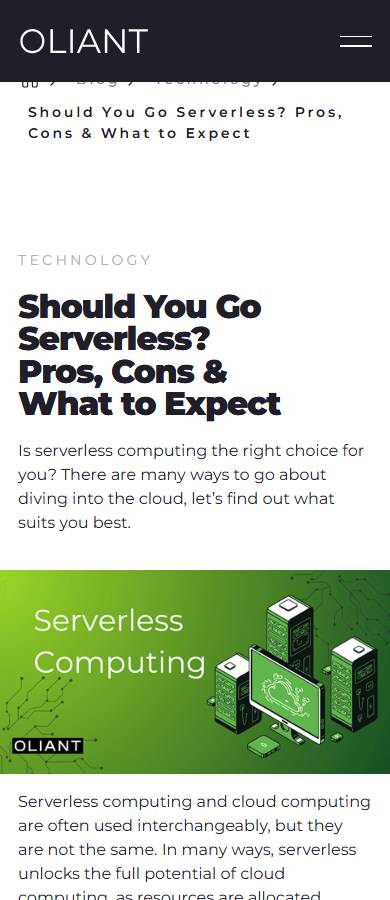 OLIANT
Blog
Technology
Should You Go Serverless? Pros,
Cons & What to Expect
TECHNOLOGY
Should You Go
Serverless?
Pros, Cons &
What to Expect
Is serverless computing the right choice for
you? There are many ways to go about
diving into the cloud, let’s find out what
suits you best.
Serverless
Computing
OLIANT
Serverless computing and cloud computing
are often used interchangeably, but they
are not the same. In many ways, serverless
unlocks the full potential of cloud
computing, as resources are allocated